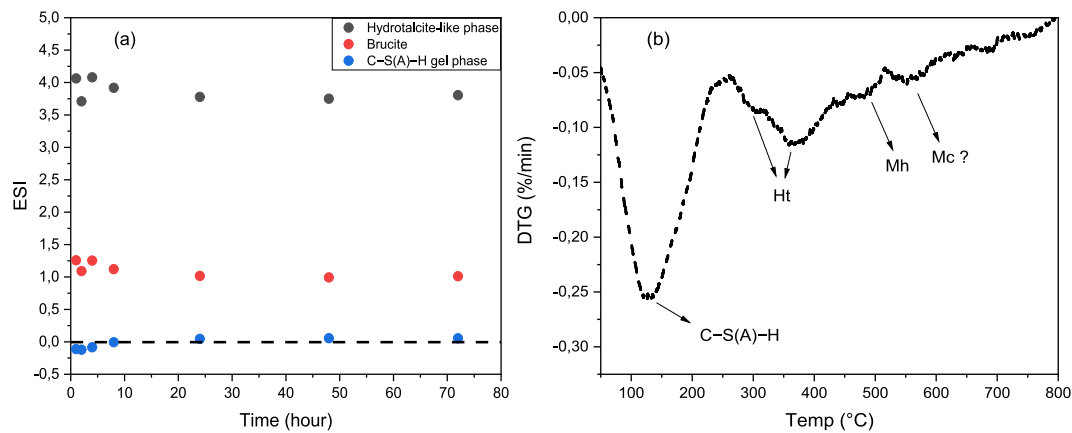 (a)
Hydrotalcite-like phase
Brucite
C−S(A)−H gel phase
5,0
4,5
4,0
3,5
3,0
2,5
2,0
1,5
1,0
0,5
0,0
-0,5
ESI
0 10 20 30 40 50 60 70 80
Time (hour)
(b)
0,00
-0,05
-0,10
-0,15
-0,20
-0,25
-0,30
DTG (%/min)
Ht
Mh
Mc ?
C−S(A)−H
100 200 300 400 500 600 700 800
Temp (°C)